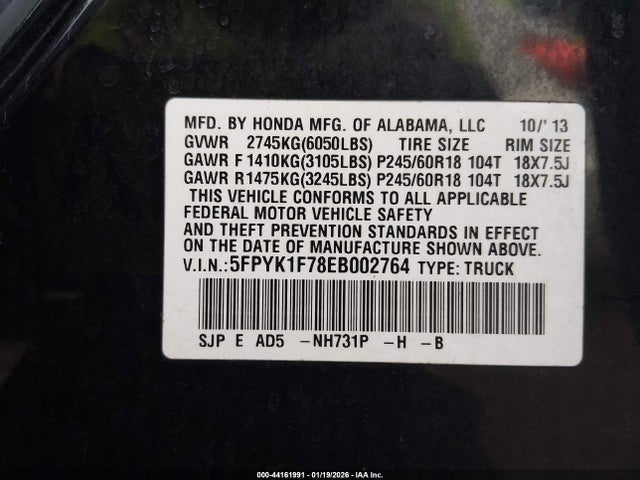 MFD. BY HONDA MFG. OF ALABAMA, LLC 10/'13
GVWR 2745KG(6050LBS) TIRE SIZE RIM SIZE
GAWR F 1410KG(3105LBS) P245/60R18 104T 18X7.5J
GAWR R1475KG(3245LBS) P245/60R18 104T 18X7.5J
THIS VEHICLE CONFORMS TO ALL APPLICABLE
FEDERAL MOTOR VEHICLE SAFETY
AND THEFT PREVENTION STANDARDS IN EFFECT
ON THE DATE OF MANUFACTURE SHOWN ABOVE.
V.I.N.:5FPYK1F78EB002764 TYPE: TRUCK
SJP E AD5 -NH731P -H -B
000-44161991 - 01/19/2026 - IAA Inc.